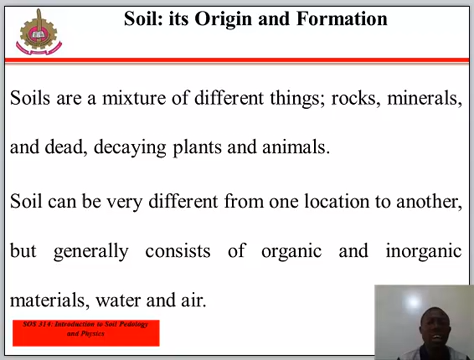 Soil: its Origin and Formation
Soils are a mixture of different things; rocks, minerals,
and dead, decaying plants and animals.
Soil can be very different from one location to another,
but generally consists of organic and inorganic
materials, water and air.
SOS 314: Introduction to Soil Pedology
and Physics